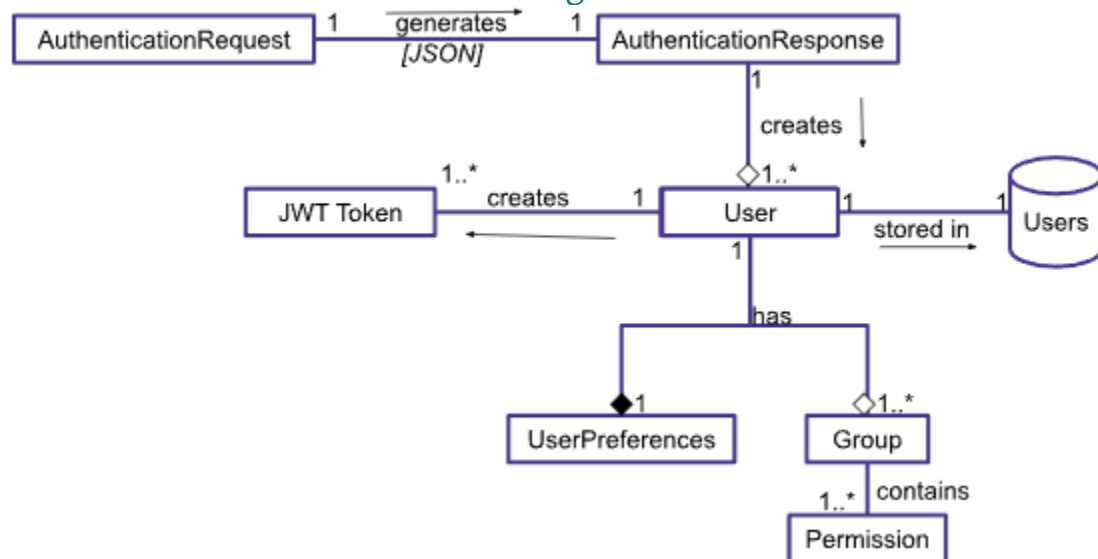 1 generates 1
AuthenticationRequest
AuthenticationResponse
[JSON]
1
creates
1..*
1..*
creates
1
JWT Token
User
1
stored in
1
Users
1
has
1
1..*
UserPreferences
Group
1..*
contains
Permission